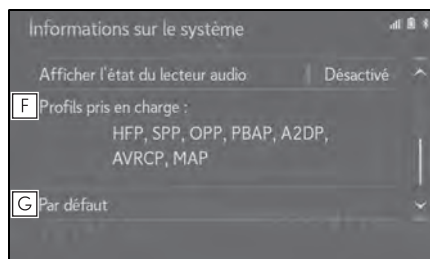 Informations sur le système
Afficher l'état du lecteur audio Désactivé
F Profils pris en charge :
HFP, SPP, OPP, PBAP, A2DP,
AVRCP, MAP
G Par défaut